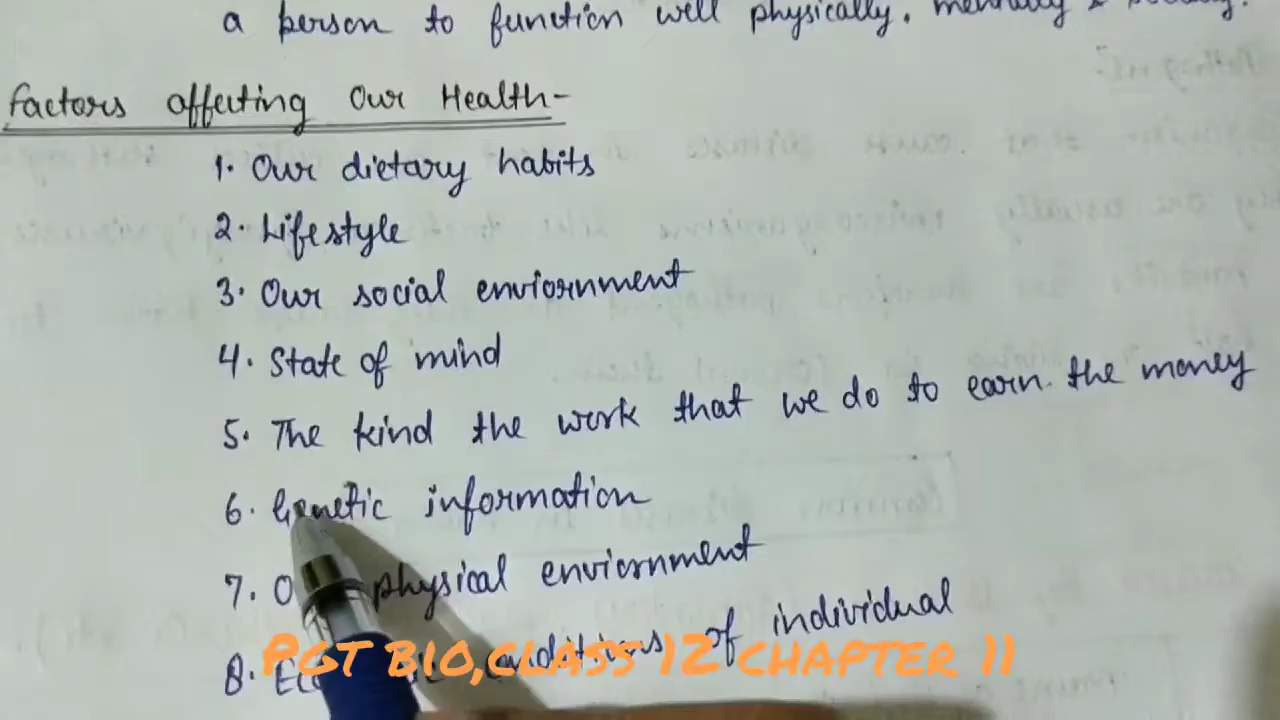 a person to function well physically, mentally &
Factors affecting Our Health-
1. Our dietary habits
2. Lifestyle
3. Our social enviornment
4. State of mind
5. The kind the work that we do to earn the money
6. Genetic information
7. physical enviornment
8. conditions of individual
PGT BIO,CLASS 12 CHAPTER 11